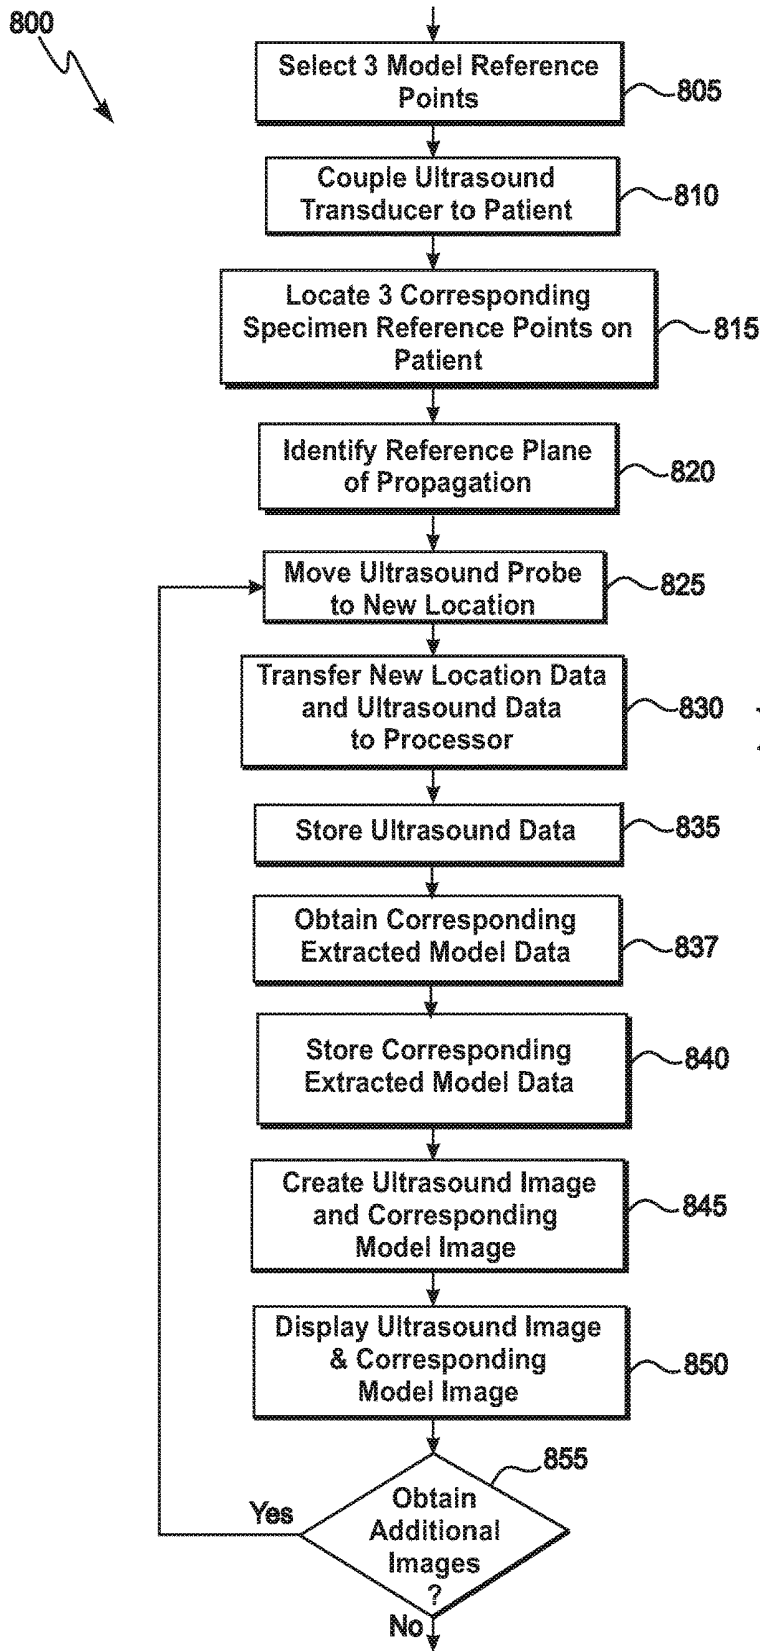 800
Select 3 Model Reference
Points
805
Couple Ultrasound
Transducer to Patient
810
Locate 3 Corresponding
Specimen Reference Points on
Patient
815
Identify Reference Plane
of Propagation
820
Move Ultrasound Probe
to New Location
825
Transfer New Location Data
and Ultrasound Data
to Processor
830
Store Ultrasound Data
835
Obtain Corresponding
Extracted Model Data
837
Store Corresponding
Extracted Model Data
840
Create Ultrasound Image
and Corresponding
Model Image
845
Display Ultrasound Image
& Corresponding
Model Image
850
855
Yes
Obtain
Additional
Images
?
No